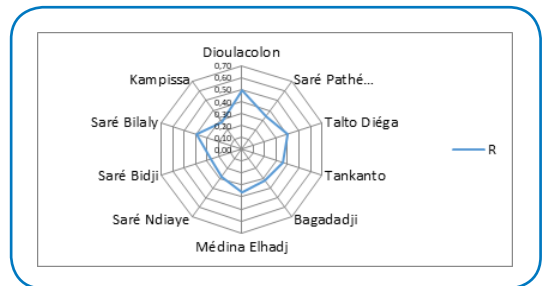 Dioulacolon
Saré Pathé...
Talto Diéga
Tankanto
Bagadadji
Médina Elhadj
Saré Ndiaye
Saré Bidji
Saré Bilaly
Kampissa
0,70
0,60
0,50
0,40
0,30
0,20
0,10
0,00
R